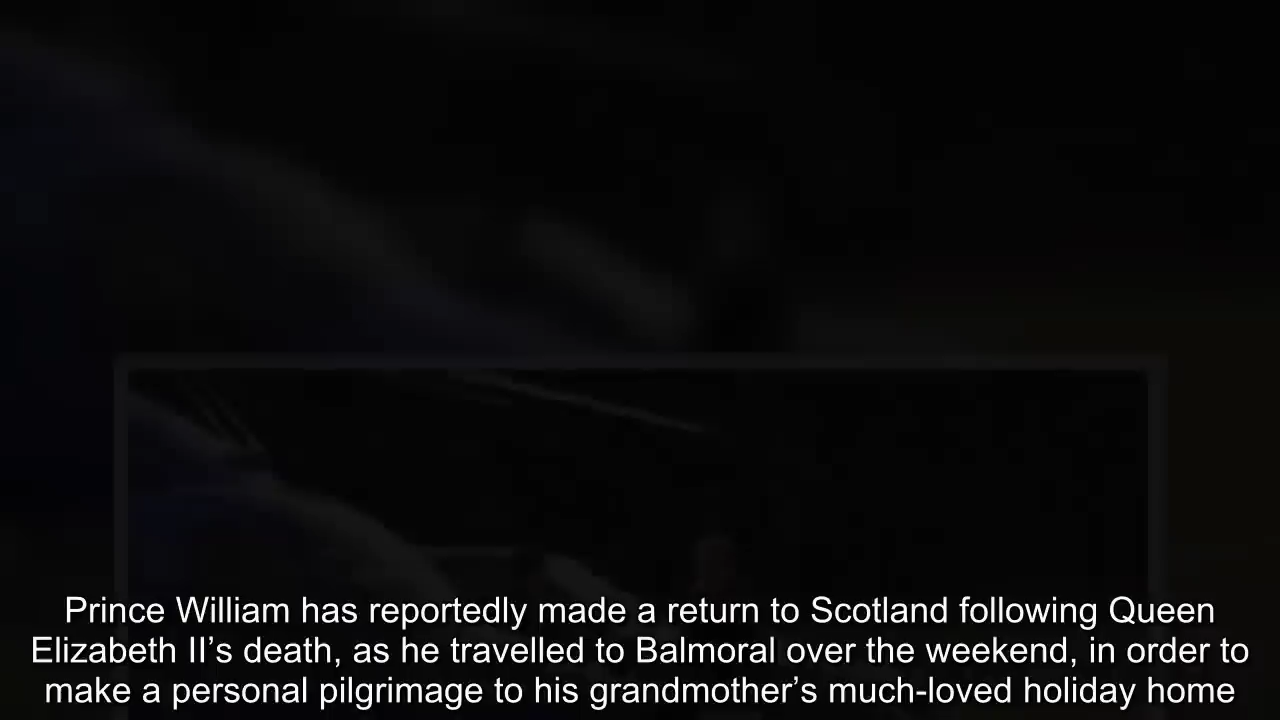 Prince William has reportedly made a return to Scotland following Queen
Elizabeth II’s death, as he travelled to Balmoral over the weekend, in order to
make a personal pilgrimage to his grandmother’s much-loved holiday home